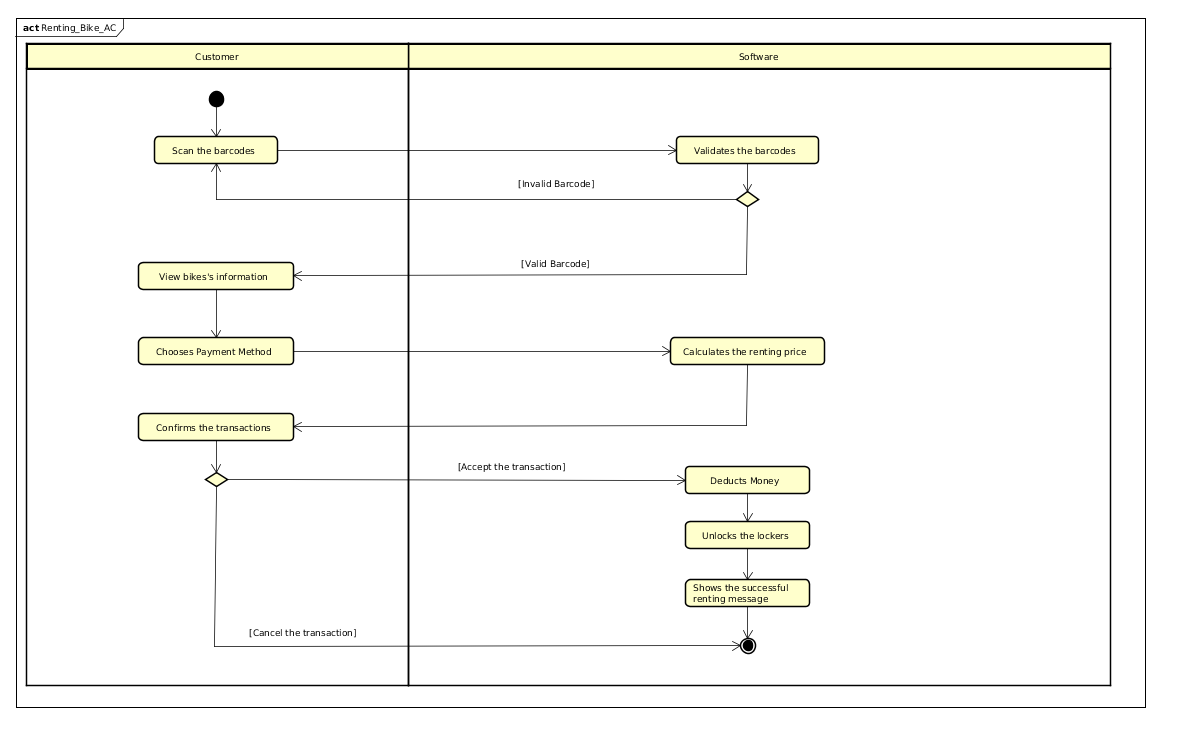 act Renting_Bike_AC
Customer
Software
Scan the barcodes
Validates the barcodes
[Invalid Barcode]
[Valid Barcode]
View bikes's information
Chooses Payment Method
Calculates the renting price
Confirms the transactions
[Accept the transaction]
Deducts Money
Unlocks the lockers
Shows the successful
renting message
[Cancel the transaction]